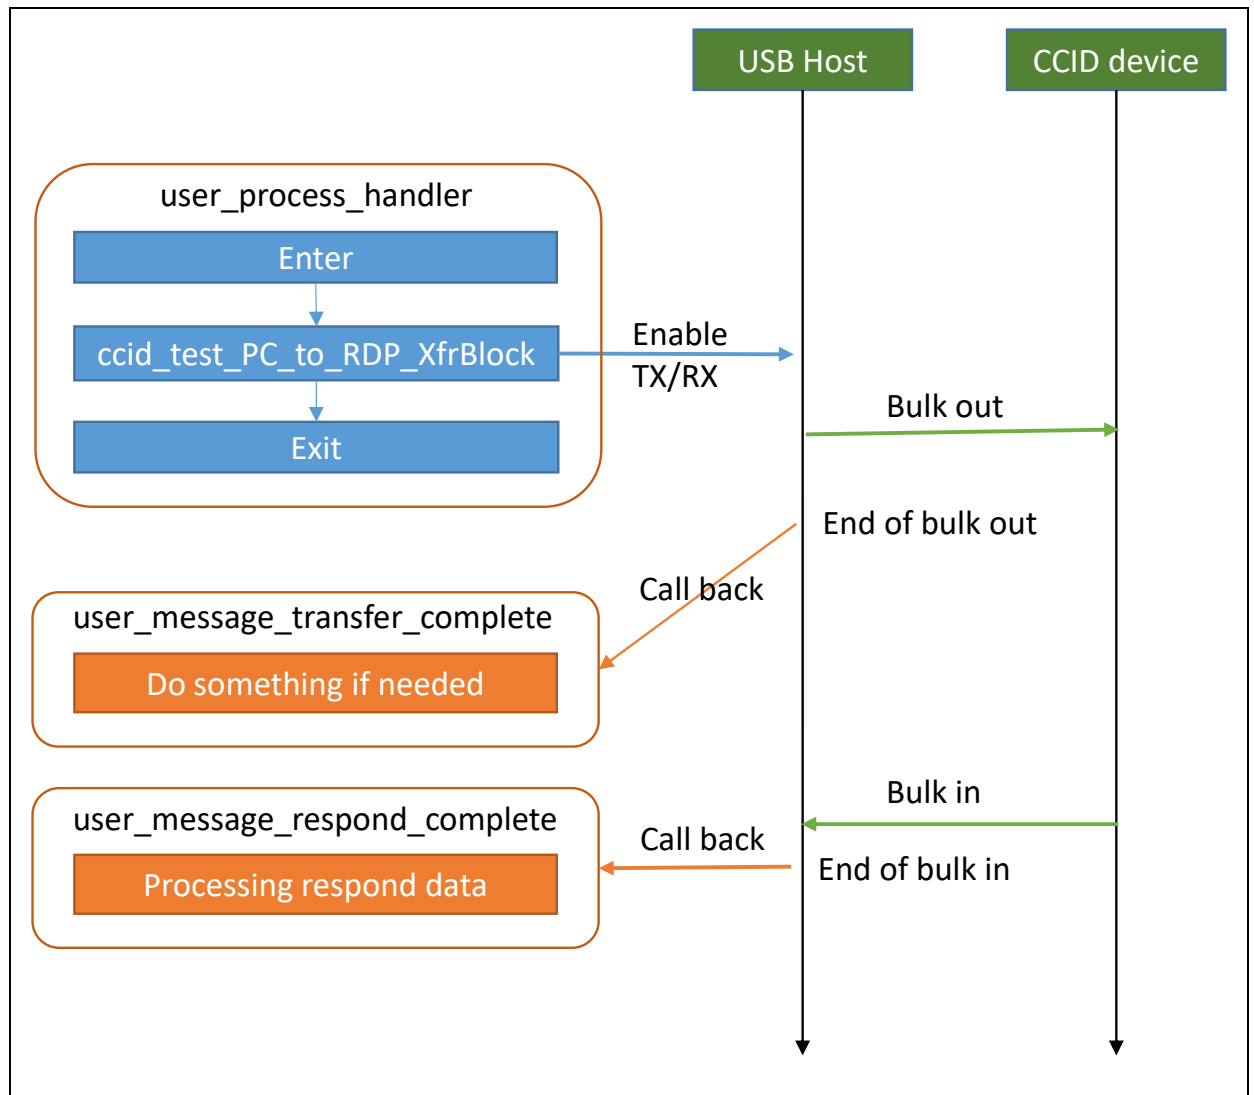 USB Host
CCID device
user_process_handler
Enter
ccid_test_PC_to_RDP_XfrBlock
Exit
Enable
TX/RX
Bulk out
End of bulk out
Call back
user_message_transfer_complete
Do something if needed
Bulk in
user_message_respond_complete
Call back
End of bulk in
Processing respond data